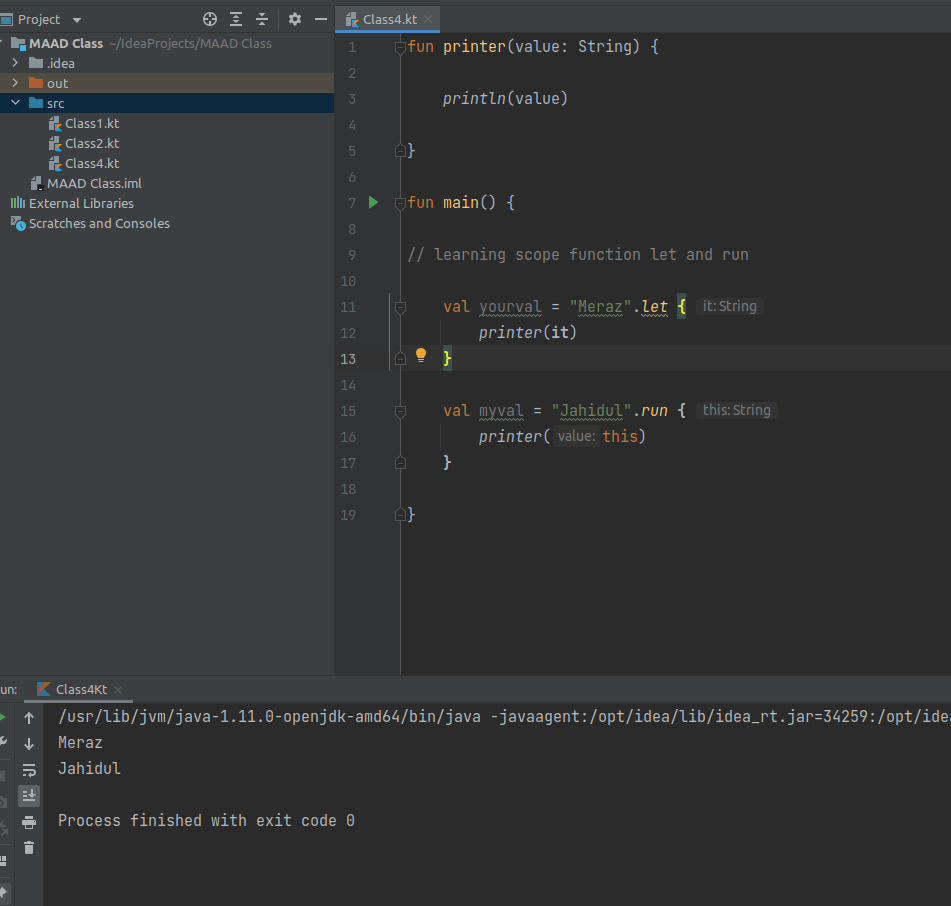 Project
MAAD Class ~/IdeaProjects/MAAD Class
.idea
out
src
Class1.kt
Class2.kt
Class4.kt
MAAD Class.iml
External Libraries
Scratches and Consoles
Class4.kt
1 fun printer(value: String) {
2
3 println(value)
4
5 }
6
7 fun main() {
8
9 // learning scope function let and run
10
11 val yourval = "Meraz".let { it:String
12 printer(it)
13 }
14
15 val myval = "Jahidul".run { this:String
16 printer( value: this)
17 }
18
19 }
un: Class4Kt
/usr/lib/jvm/java-1.11.0-openjdk-amd64/bin/java -javaagent:/opt/idea/lib/idea_rt.jar=34259:/opt/idea
Meraz
Jahidul
Process finished with exit code 0